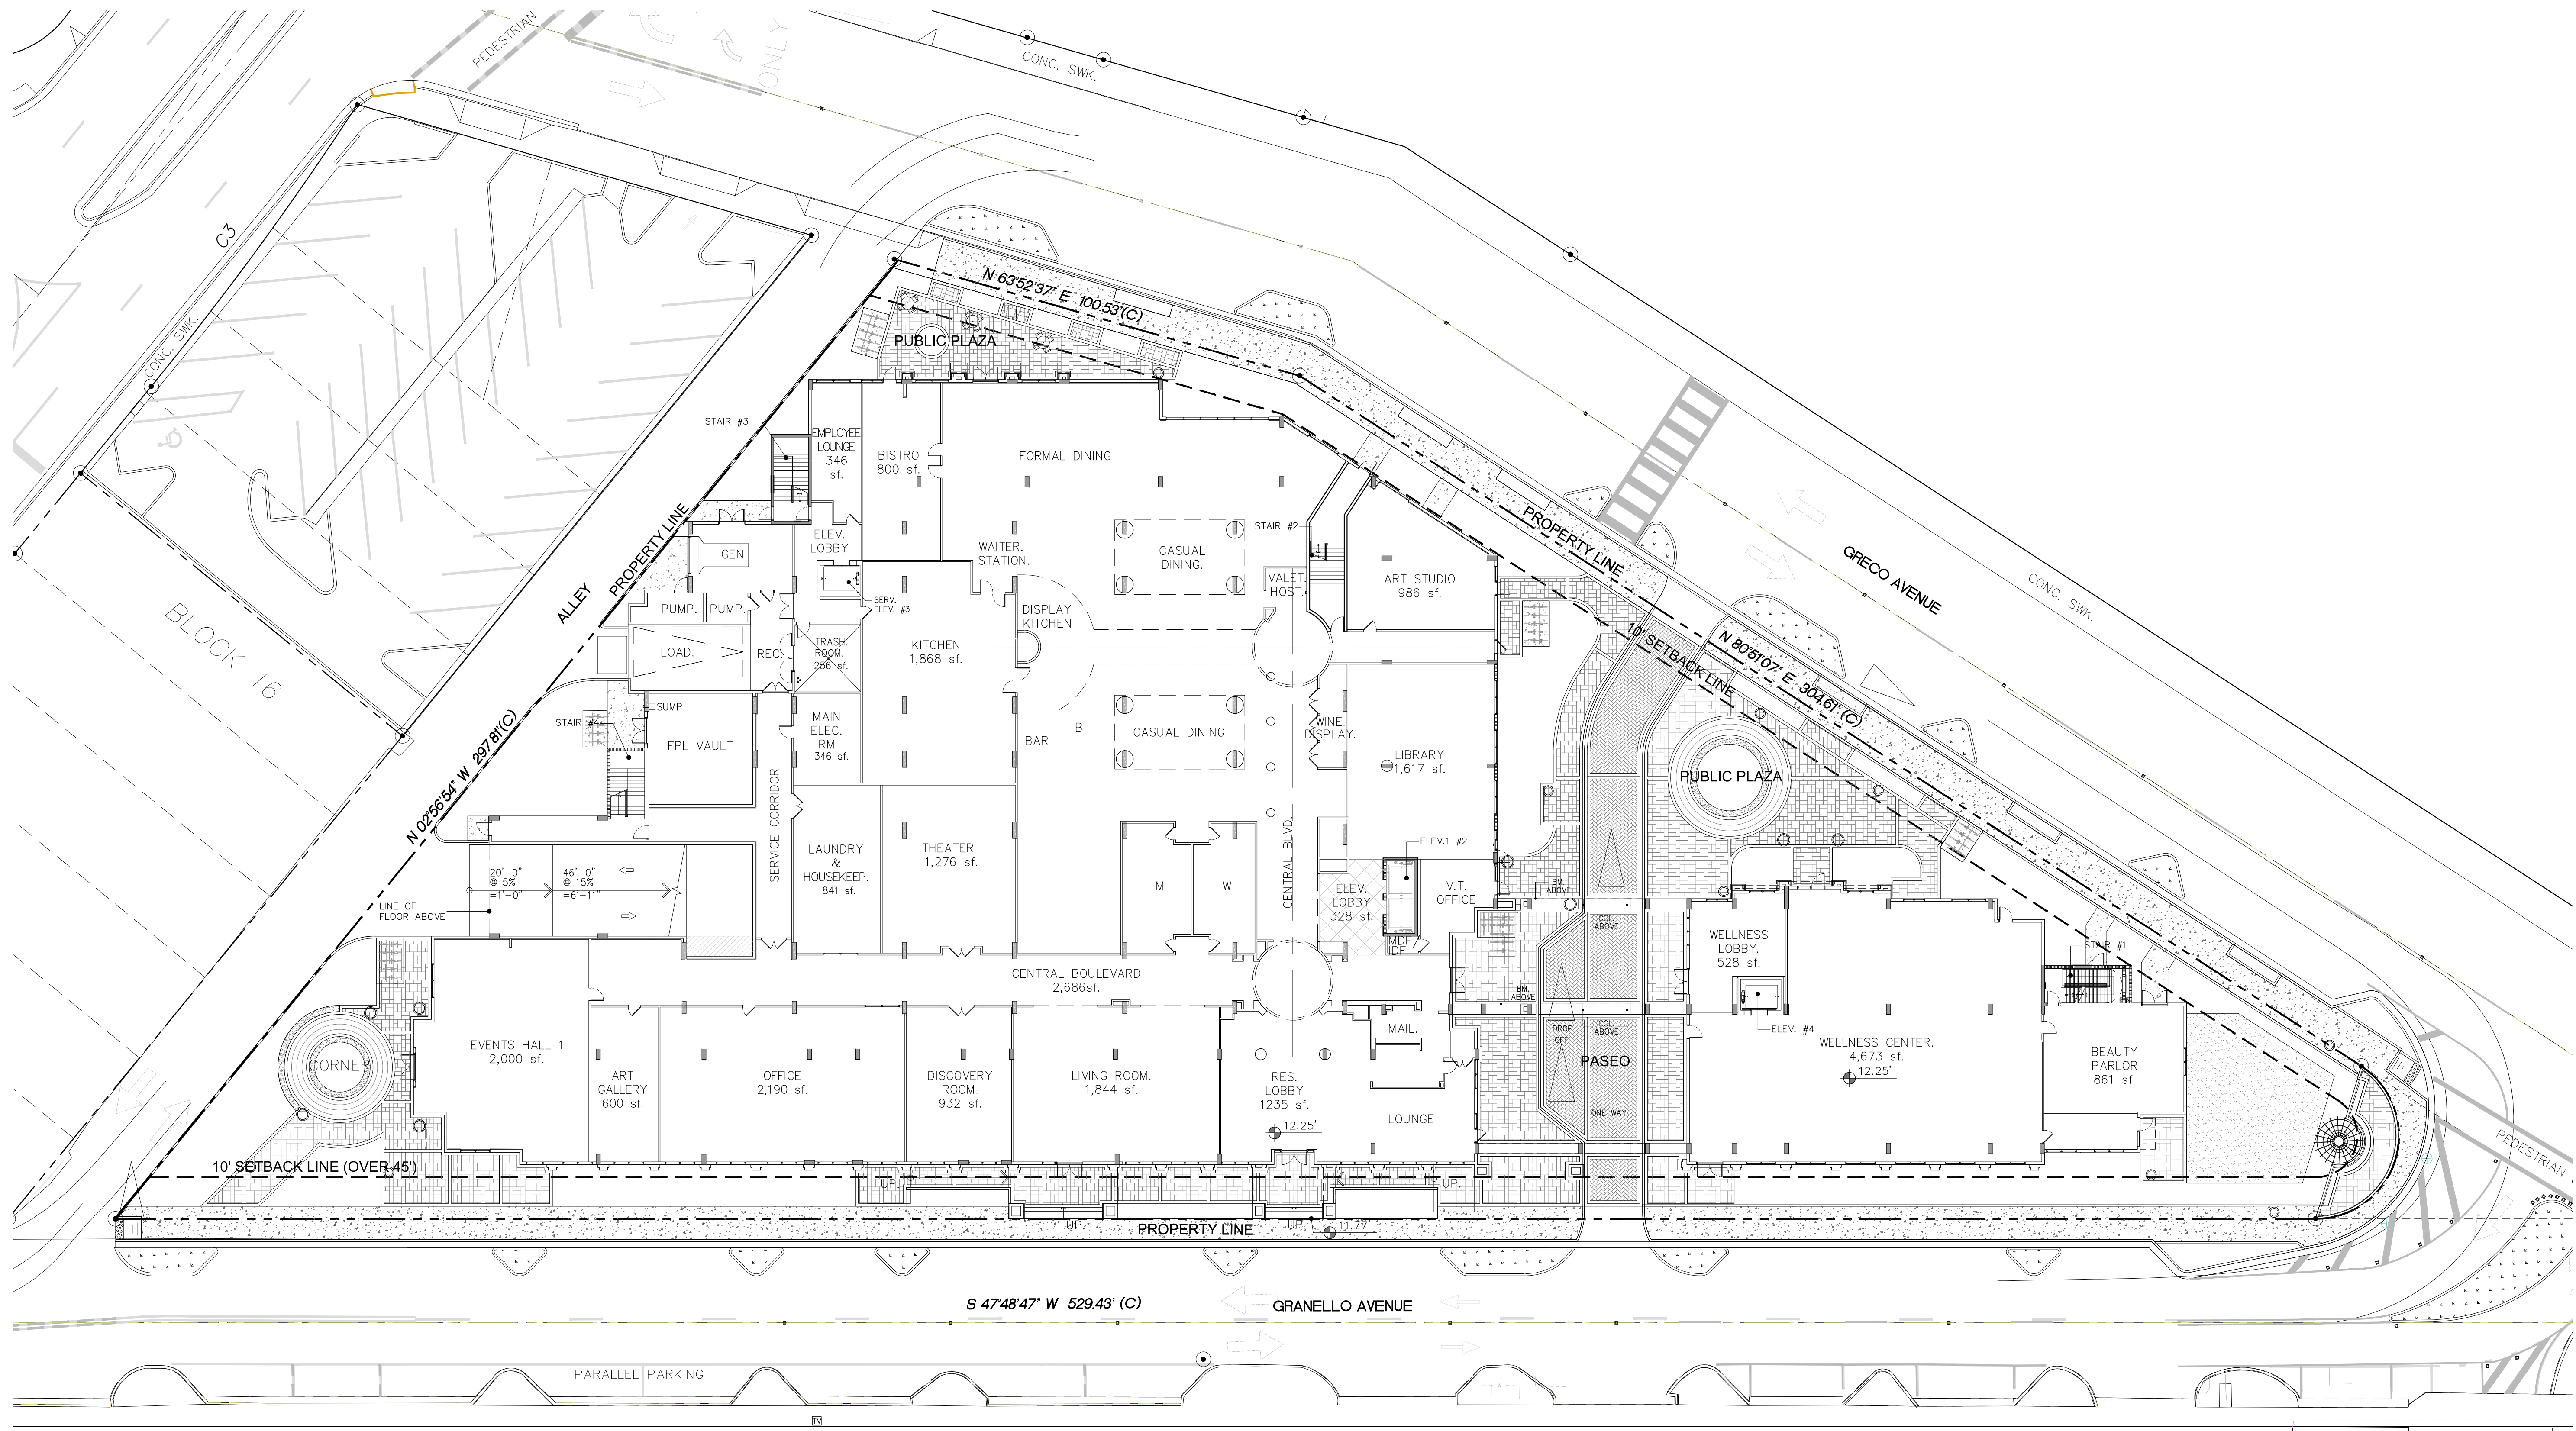 PEDESTRIAN
ONLY
CONC. SWK.
C3
CONC. SWK.
N 63°52'37" E 100.53'(C)
PUBLIC PLAZA
STAIR #3
EMPLOYEE
LOUNGE
346
sf.
BISTRO
800 sf.
FORMAL DINING
PROPERTY LINE
ALLEY
BLOCK 16
N 02°56'54" W 297.81'(C)
GEN.
ELEV.
LOBBY
WAITER.
STATION.
CASUAL
DINING.
STAIR #2
VALET.
HOST.
ART STUDIO
986 sf.
PROPERTY LINE
GRECO AVENUE
CONC. SWK.
PUMP.
PUMP.
SERV.
ELEV. #3
DISPLAY
KITCHEN
LOAD.
REC.
TRASH.
ROOM.
256 sf.
KITCHEN
1,868 sf.
10' SETBACK LINE
N 80°51'07" E 304.61' (C)
SUMP
STAIR #4
FPL VAULT
MAIN
ELEC.
RM
346 sf.
BAR
B
CASUAL DINING
WINE.
DISPLAY.
LIBRARY
1,617 sf.
PUBLIC PLAZA
SERVICE CORRIDOR
LAUNDRY
&
HOUSEKEEP.
841 sf.
THEATER
1,276 sf.
M
W
CENTRAL BLVD.
ELEV.1 #2
ELEV.
LOBBY
328 sf.
V.T.
OFFICE
BM.
ABOVE
COL.
ABOVE
20'-0"
@ 5%
=1'-0"
46'-0"
@ 15%
=6'-11"
LINE OF
FLOOR ABOVE
MDF
IDF
WELLNESS
LOBBY.
528 sf.
STAIR #1
CENTRAL BOULEVARD
2,686sf.
BM.
ABOVE
COL.
ABOVE
DROP
OFF
ELEV. #4
MAIL.
PASEO
CORNER
EVENTS HALL 1
2,000 sf.
ART
GALLERY
600 sf.
OFFICE
2,190 sf.
DISCOVERY
ROOM.
932 sf.
LIVING ROOM.
1,844 sf.
RES.
LOBBY
1235 sf.
12.25'
LOUNGE
ONE WAY
WELLNESS CENTER.
4,673 sf.
12.25'
BEAUTY
PARLOR
861 sf.
PEDESTRIAN
10' SETBACK LINE (OVER 45')
UP
UP
UP
UP
11.77'
PROPERTY LINE
S 47°48'47" W 529.43' (C)
GRANELLO AVENUE
PARALLEL PARKING
TV